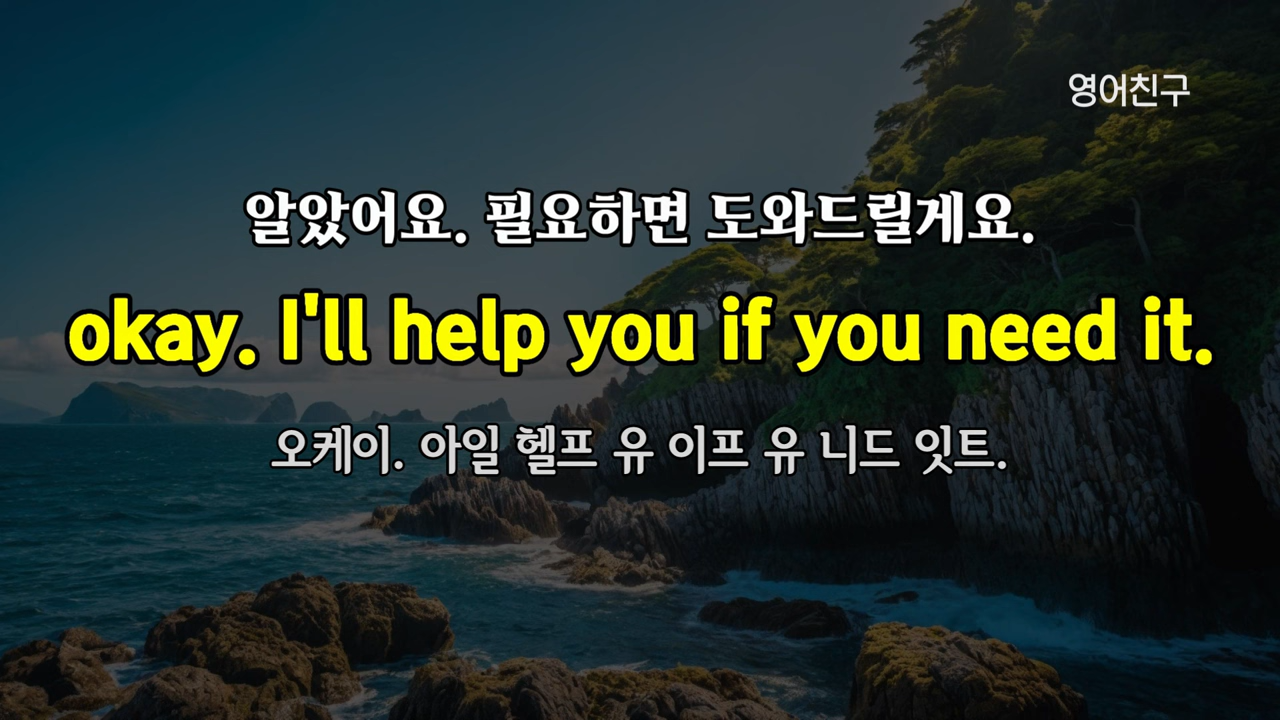 영어친구
알았어요. 필요하면 도와드릴게요.
okay. I'll help you if you need it.
오케이. 아일 헬프 유 이프 유 니드 잇트.